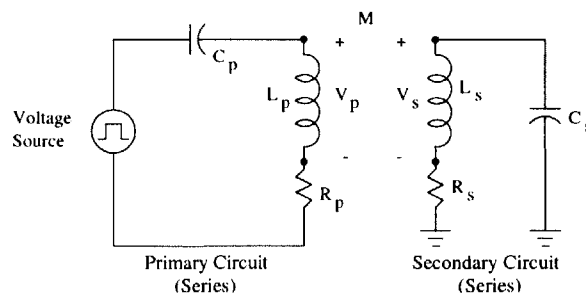 M
C p
+ +
L p
V p
V s
L s
Voltage
Source
C
- -
R p
R s
Primary Circuit
(Series)
Secondary Circuit
(Series)